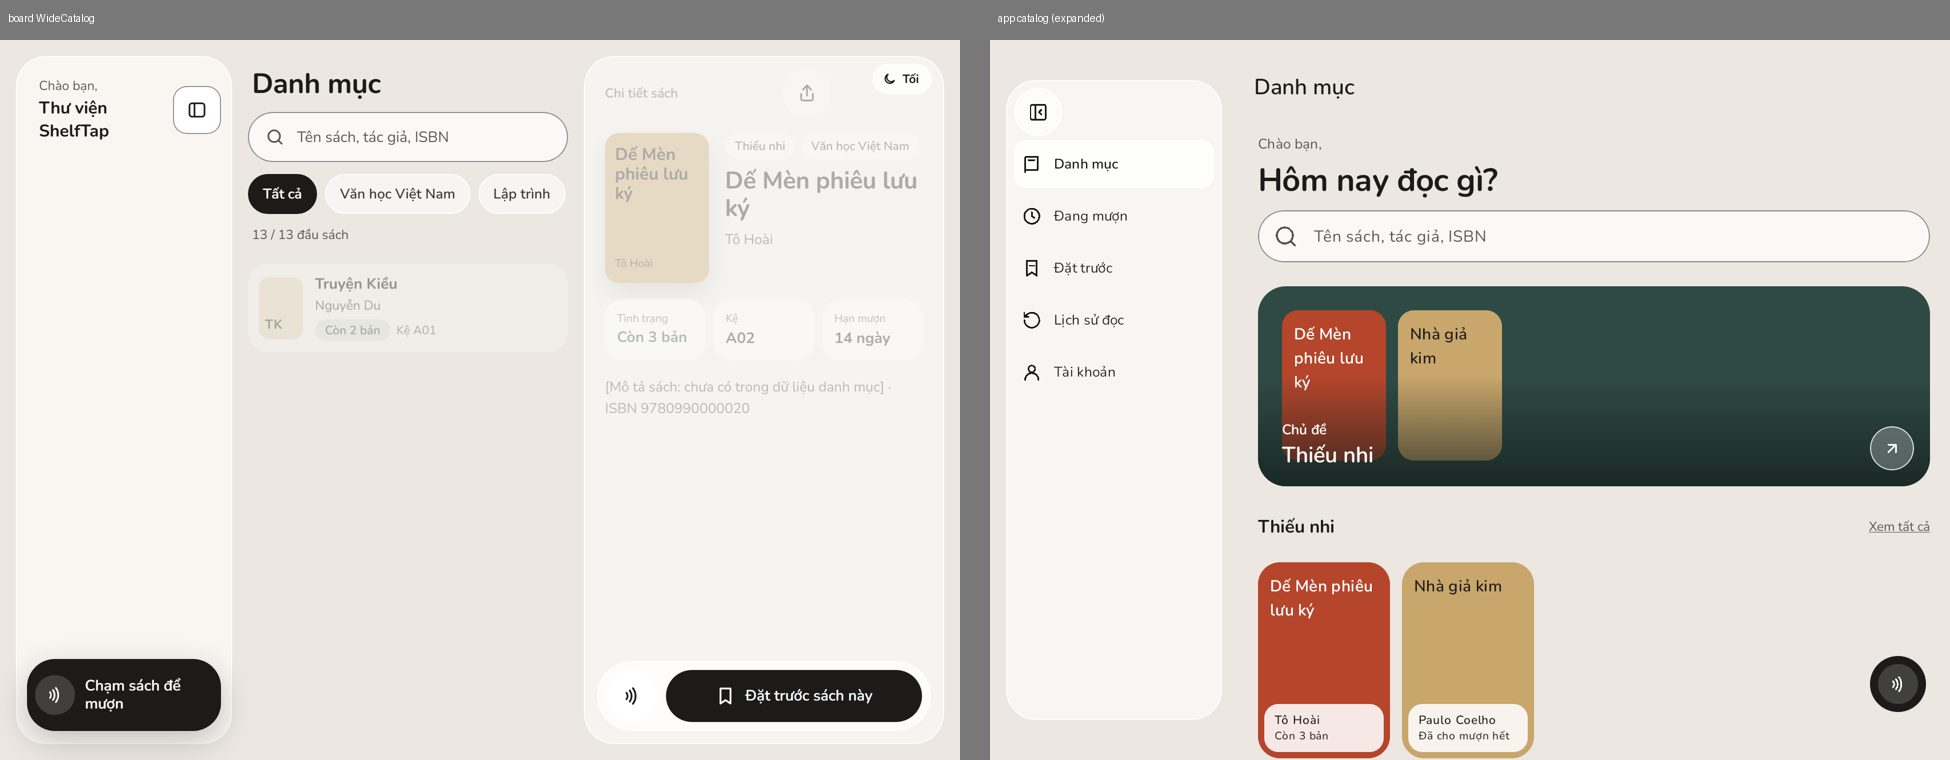 board WideCatalog
Chào bạn,
Thư viện
ShelfTap
Chạm sách để
mượn
Danh mục
Tên sách, tác giả, ISBN
Tất cả
Văn học Việt Nam
Lập trình
13 / 13 đầu sách
TK
Truyện Kiều
Nguyễn Du
Còn 2 bản
Kệ A01
Chi tiết sách
Tối
Dế Mèn
phiêu lưu
ký
Tô Hoài
Thiếu nhi
Văn học Việt Nam
Dế Mèn phiêu lưu
ký
Tô Hoài
Tình trạng
Còn 3 bản
Kệ
A02
Hạn mượn
14 ngày
[Mô tả sách: chưa có trong dữ liệu danh mục] ·
ISBN 9780990000020
Đặt trước sách này
app catalog (expanded)
Danh mục
Đang mượn
Đặt trước
Lịch sử đọc
Tài khoản
Danh mục
Chào bạn,
Hôm nay đọc gì?
Tên sách, tác giả, ISBN
Dế Mèn
phiêu lưu
ký
Nhà giả
kim
Chủ đề
Thiếu nhi
Thiếu nhi
Xem tất cả
Dế Mèn phiêu
lưu ký
Tô Hoài
Còn 3 bản
Nhà giả kim
Paulo Coelho
Đã cho mượn hết